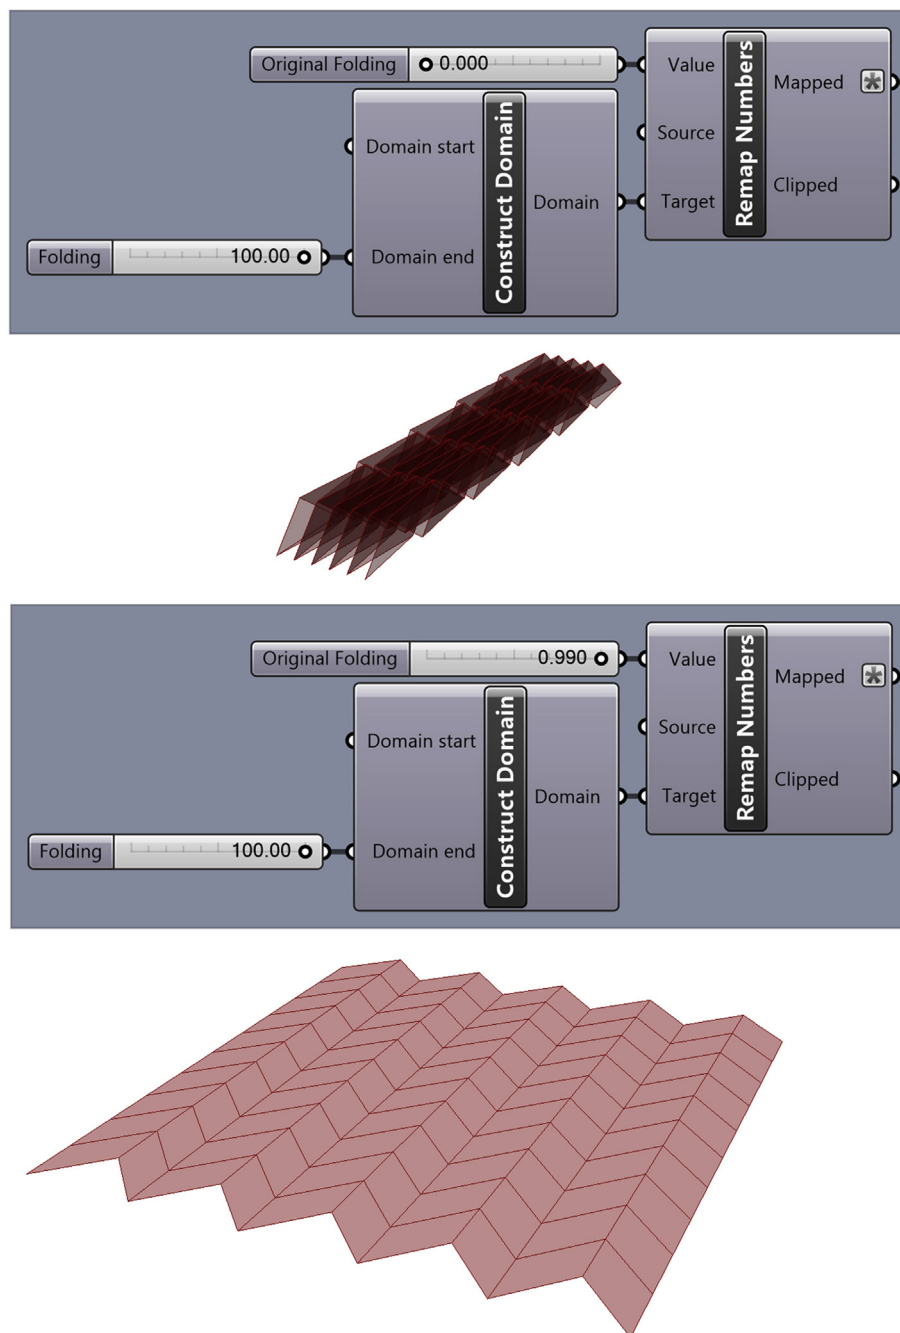 Original Folding 0.000
Value
Mapped
Domain start
Source
Construct Domain
Remap Numbers
Domain
Target
Clipped
Folding 100.00
Domain end
Original Folding 0.990
Value
Mapped
Domain start
Source
Construct Domain
Remap Numbers
Domain
Target
Clipped
Folding 100.00
Domain end